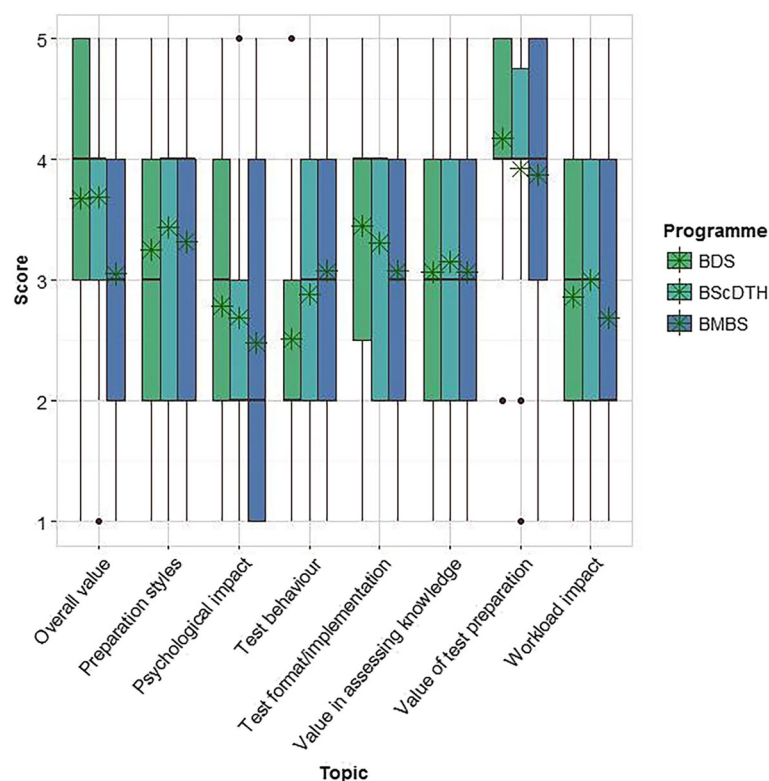 5
4
3
2
1
Score
Overall value
Preparation styles
Psychological impact
Test behaviour
Test format/implementation
Value in assessing knowledge
Value of test preparation
Workload impact
Topic
Programme
BDS
BScDTH
BMBS